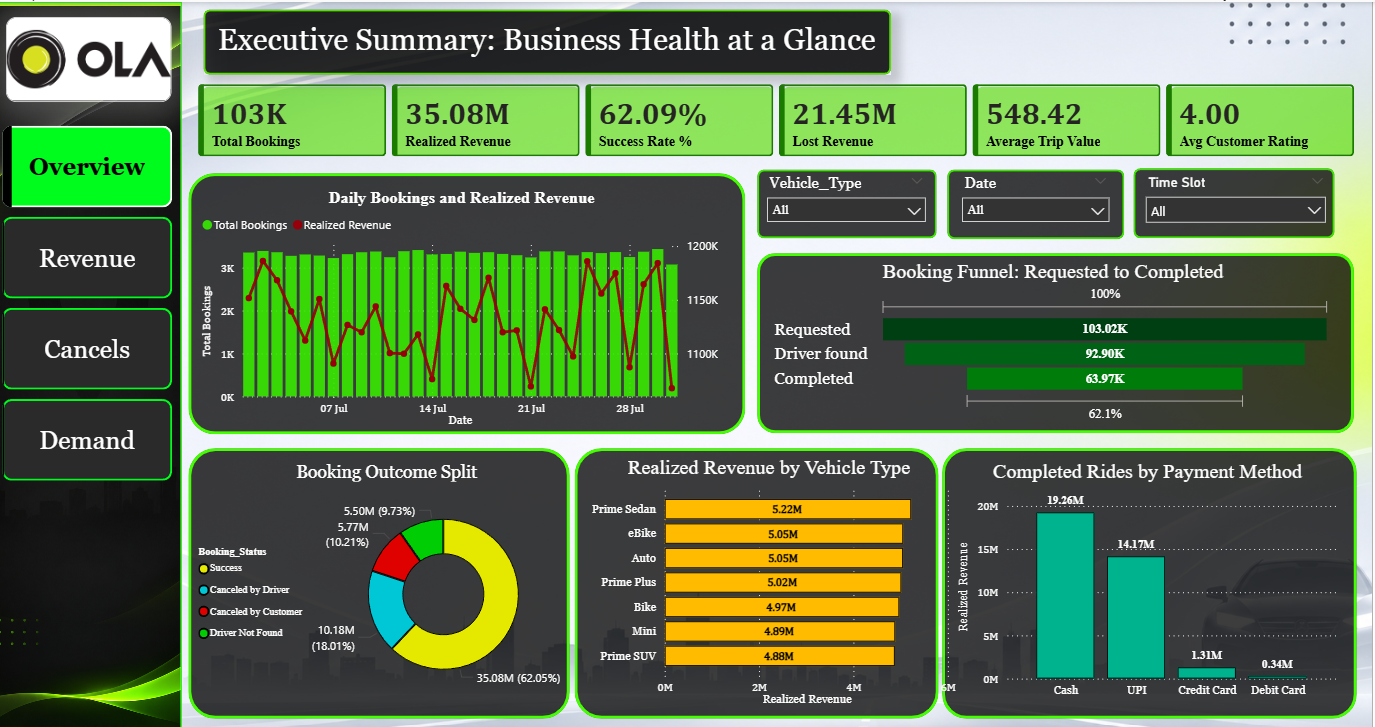 OLA
Executive Summary: Business Health at a Glance
103K
Total Bookings
35.08M
Realized Revenue
62.09%
Success Rate %
21.45M
Lost Revenue
548.42
Average Trip Value
4.00
Avg Customer Rating
Overview
Revenue
Cancels
Demand
Daily Bookings and Realized Revenue
Total Bookings Realized Revenue
Total Bookings
3K
2K
1K
0K
1200K
1150K
1100K
07 Jul 14 Jul 21 Jul 28 Jul
Date
Vehicle_Type
All
Date
All
Time Slot
All
Booking Funnel: Requested to Completed
100%
Requested 103.02K
Driver found 92.90K
Completed 63.97K
62.1%
Booking Outcome Split
Booking_Status
Success
Canceled by Driver
Canceled by Customer
Driver Not Found
5.50M (9.73%)
5.77M
(10.21%)
10.18M
(18.01%)
35.08M (62.05%)
Realized Revenue by Vehicle Type
Prime Sedan 5.22M
eBike 5.05M
Auto 5.05M
Prime Plus 5.02M
Bike 4.97M
Mini 4.89M
Prime SUV 4.88M
0M 2M 4M 6M
Realized Revenue
Completed Rides by Payment Method
Realized Revenue
20M
15M
10M
5M
0M
19.26M
14.17M
1.31M
0.34M
Cash UPI Credit Card Debit Card